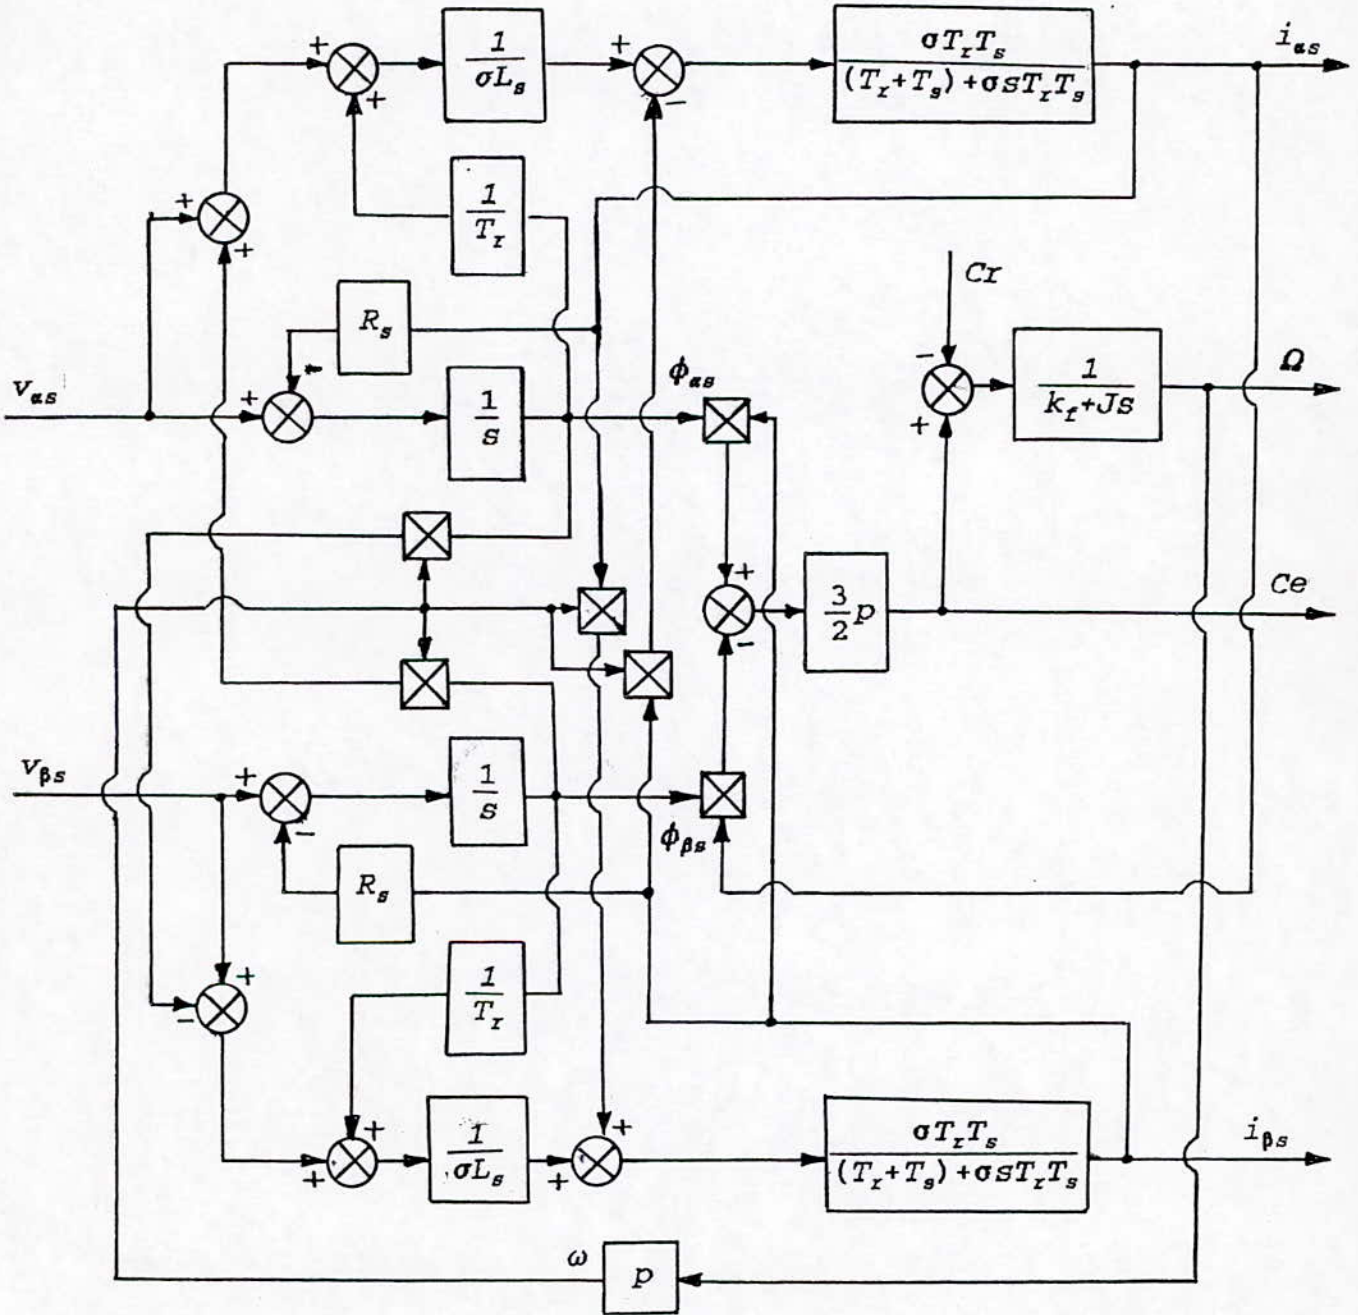 +
1
σL_s
+
-
σT_rT_s
(T_r+T_s)+σST_rT_s
i_αs
+
+
+
1
T_r
Cr
R_s
-
v_αs
+
1
s
φ_αs
-
+
1
k_f+Js
Ω
+
-
3
2
p
Ce
v_βs
+
-
1
s
φ_βs
R_s
+
-
1
T_r
+
+
1
σL_s
+
+
σT_rT_s
(T_r+T_s)+σST_rT_s
i_βs
ω
p